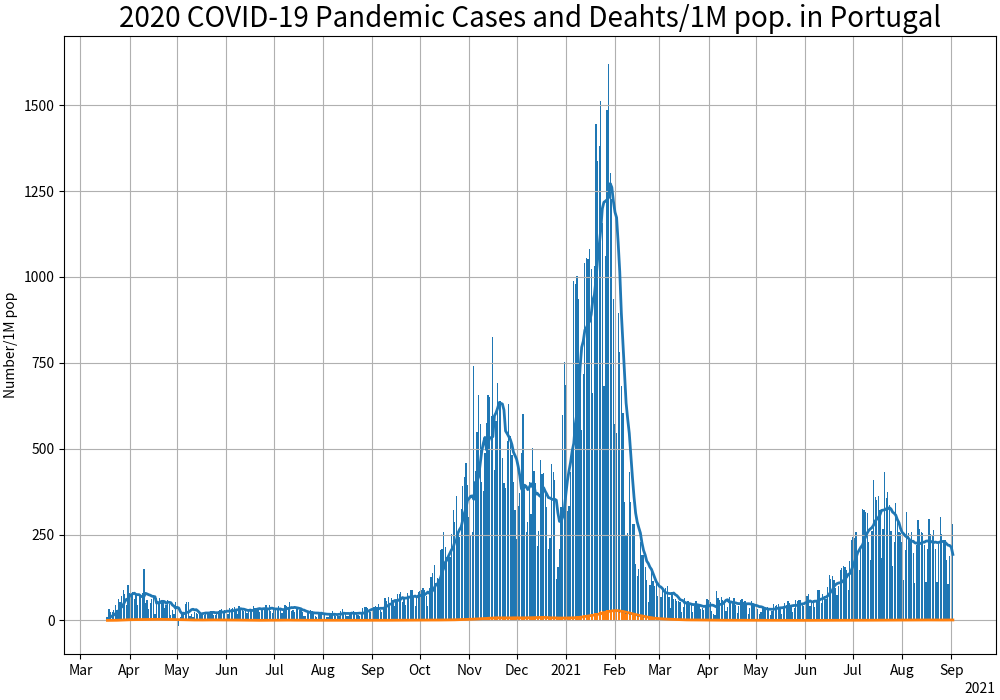 2020 COVID-19 Pandemic Cases and Deahts/1M pop. in Portugal
Number/1M pop
1500
1250
1000
750
500
250
0
Mar Apr May Jun Jul Aug Sep Oct Nov Dec 2021 Feb Mar Apr May Jun Jul Aug Sep
2021